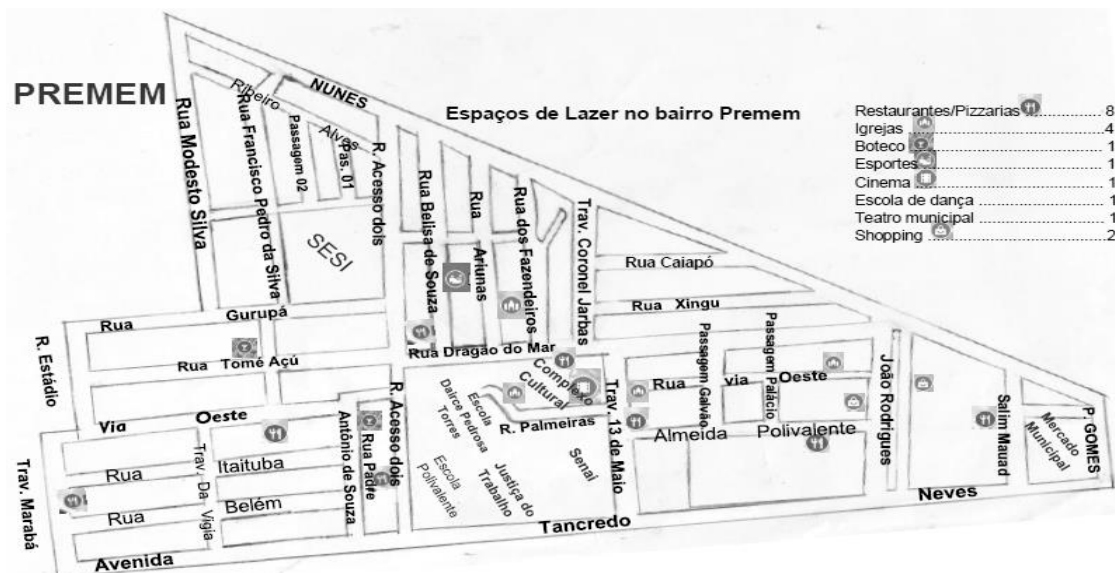 PREMEM
Espaços de Lazer no bairro Premem
Restaurantes/Pizzarias ........ 8
Igrejas ........ 4
Boteco ........ 1
Esportes ........ 1
Cinema ........ 1
Escola de dança ........ 1
Teatro municipal ........ 1
Shopping ........ 2
NUNES
Ribeiro Alves
Rua Modesto Silva
Rua Francisco Pedro da Silva
Passagem 02
Pas. 01
R. Acesso dois
Rua Belisa de Souza
Rua Ariunas
Rua dos Fazendeiros
Trav. Coronel Jarbas
SESI
Rua Caiapó
Rua Xingu
Rua Gurupá
R. Estádio
Rua Tomé Açú
Rua Dragão do Mar
Complexo Cultural
Passagem Galvão
Passagem Palácio
Rua via Oeste
João Rodrigues
Salim Mauad
Mercado Municipal
P. GOMES
Via Oeste
Antônio de Souza
Rua Padre
R. Acesso dois
Escola Dairce Pedrosa Torres
R. Palmeiras
Trav. 13 de Maio
Almeida
Polivalente
Rua Itaituba
Trav. Da Vigia
Escola Polivalente
Justiça do Trabalho
Senai
Trav. Marabá
Rua Belém
Avenida Tancredo Neves